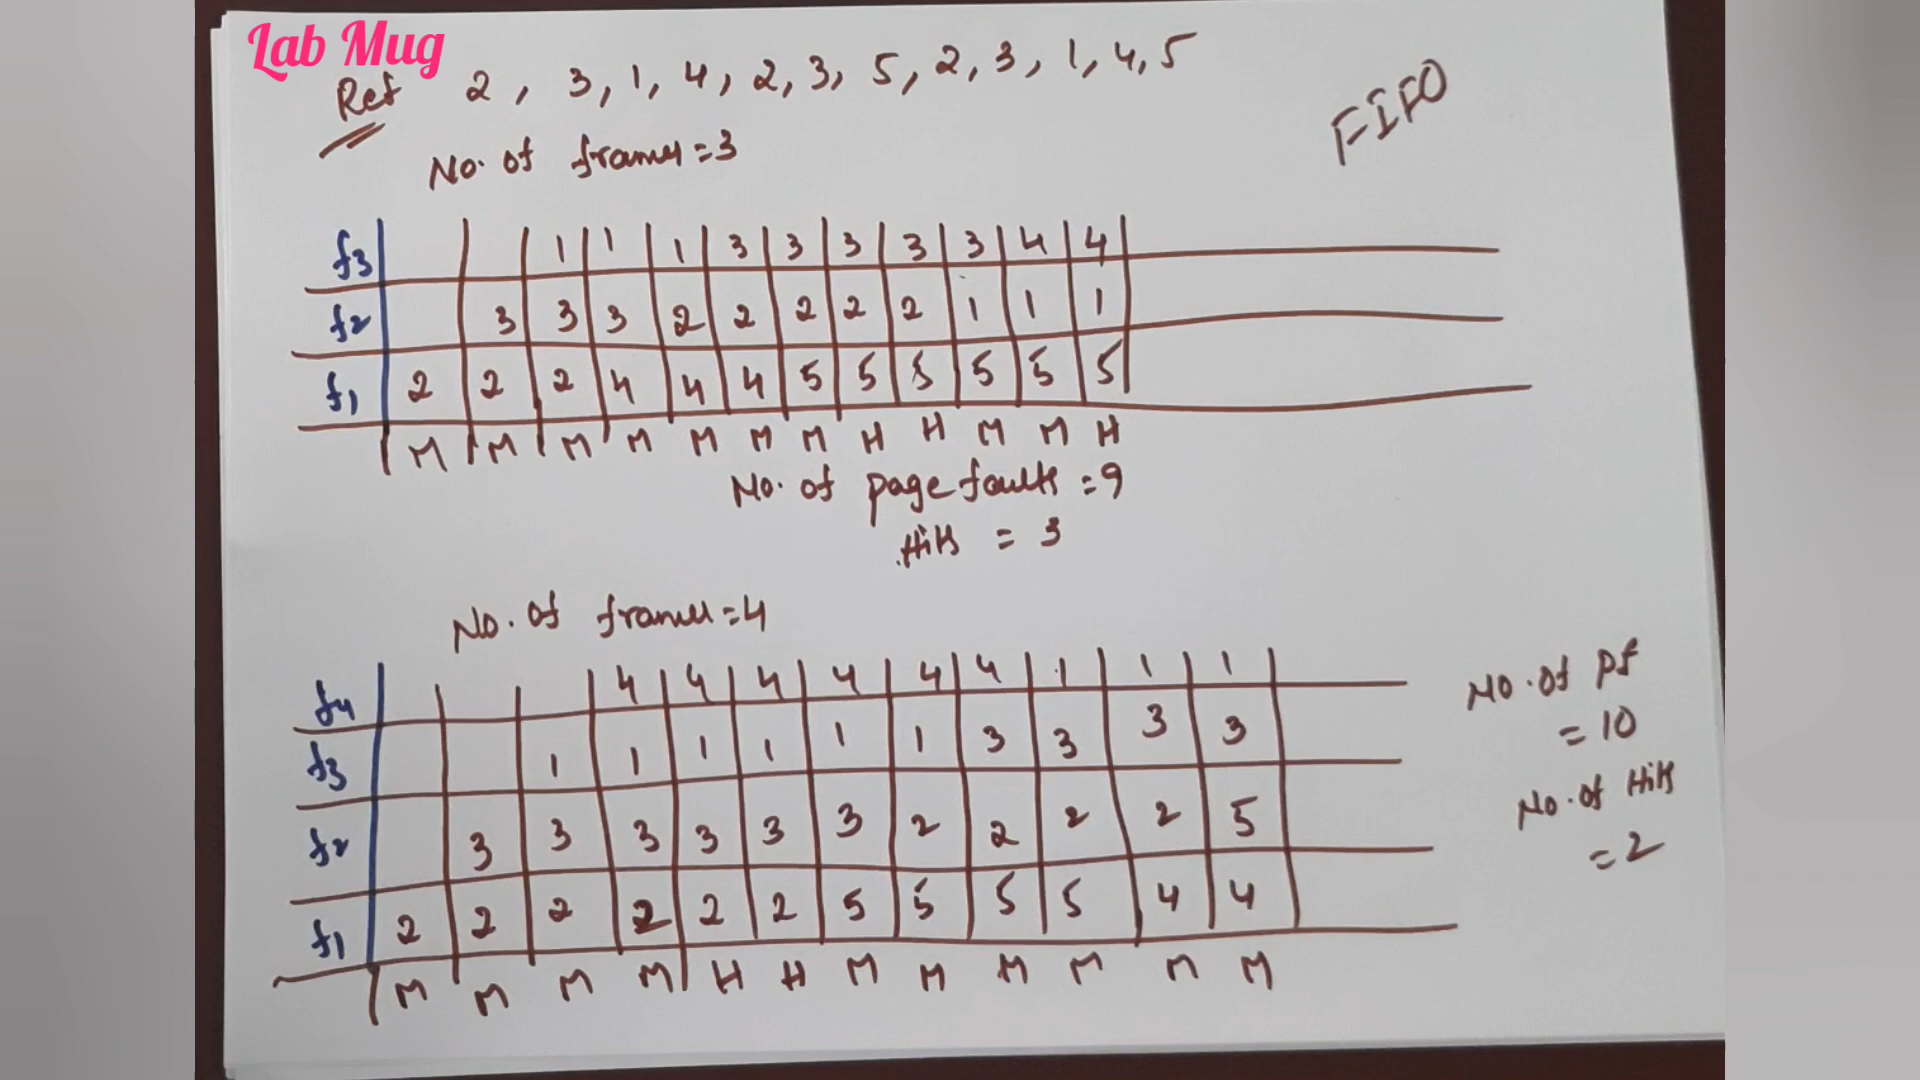 Lab Mug
Ref 2, 3, 1, 4, 2, 3, 5, 2, 3, 1, 4, 5
FIFO
No. of frames = 3
f3 1 1 1 3 3 3 3 3 4 4
f2 3 3 3 2 2 2 2 2 1 1 1
f1 2 2 2 4 4 4 5 5 5 5 5 5
M M M M M M M H H M M H
No. of page faults = 9
Hits = 3
No. of frames = 4
f4 4 4 4 4 4 4 1 1 1
f3 1 1 1 1 1 1 3 3 3 3
f2 3 3 3 3 3 3 2 2 2 2 5
f1 2 2 2 2 2 2 5 5 5 5 4 4
M M M M H H M M M M M M
No. of pf
= 10
No. of Hits
= 2